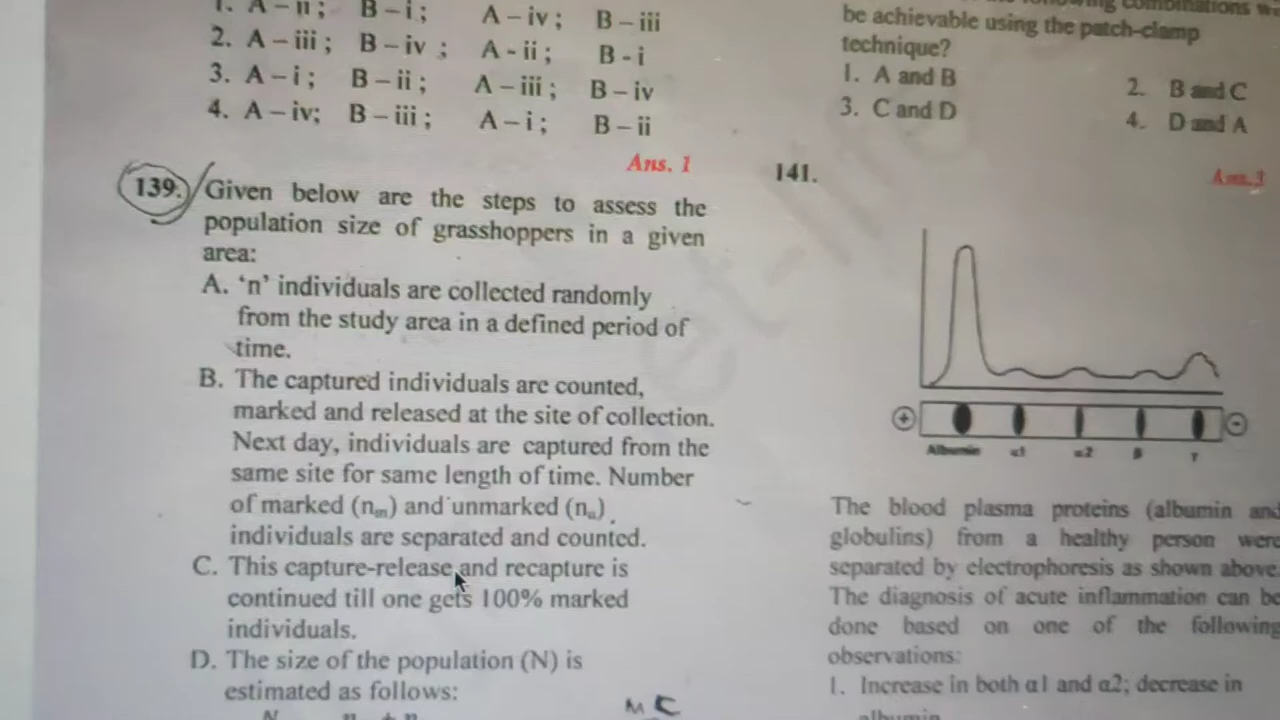 1. A – ii ; B – i ; A – iv ; B – iii
2. A – iii ; B – iv ; A - ii ; B - i
3. A – i ; B – ii ; A – iii ; B – iv
4. A – iv; B – iii ; A – i ; B – ii
Ans. 1
139. Given below are the steps to assess the
population size of grasshoppers in a given
area:
A. ‘n’ individuals are collected randomly
from the study area in a defined period of
time.
B. The captured individuals are counted,
marked and released at the site of collection.
Next day, individuals are captured from the
same site for same length of time. Number
of marked (nₘ) and unmarked (nᵤ)
individuals are separated and counted.
C. This capture-release and recapture is
continued till one gets 100% marked
individuals.
D. The size of the population (N) is
estimated as follows:
N n + n
M C
combinations
be achievable using the patch-clamp
technique?
1. A and B 2. B and C
3. C and D 4. D and A
Ans.3
141.
+ −
Albumin α1 α2 β γ
The blood plasma proteins (albumin and
globulins) from a healthy person were
separated by electrophoresis as shown above.
The diagnosis of acute inflammation can be
done based on one of the following
observations:
1. Increase in both α1 and α2; decrease in
albumin